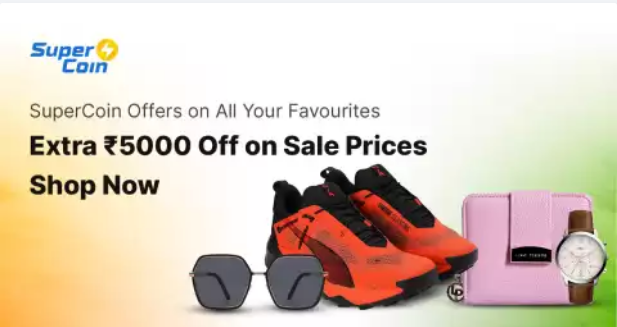 Super
Coin
SuperCoin Offers on All Your Favourites
Extra ₹5000 Off on Sale Prices
Shop Now